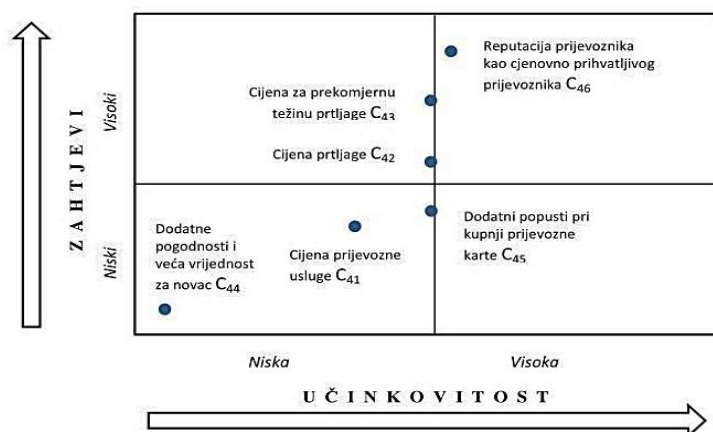 Reputacija prijevoznika
kao cjenovno prihvatljivog
prijevoznika C46
Cijena za prekomjernu
težinu prtljage C43
Cijena prtljage C42
Dodatne
pogodnosti i
veća vrijednost
za novac C44
Cijena prijevozne
usluge C41
Dodatni popusti pri
kupnji prijevozne
karte C45
ZAHTJEVI
Visoki
Niski
Niska
Visoka
UČINKOVITOST